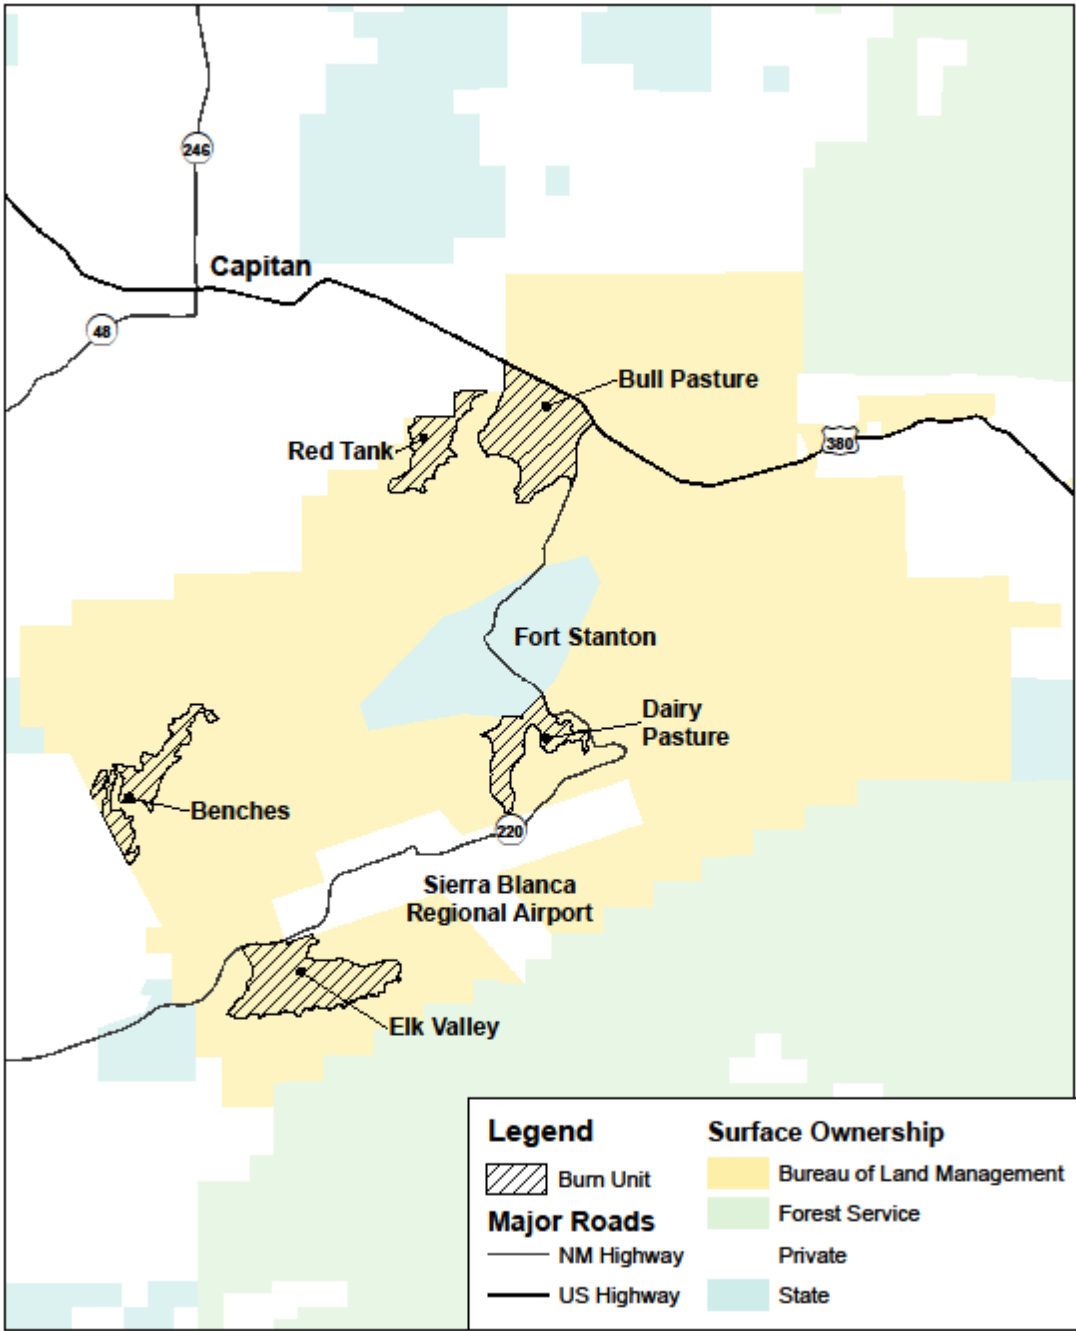 246
Capitan
48
Bull Pasture
Red Tank
380
Fort Stanton
Dairy
Pasture
Benches
220
Sierra Blanca
Regional Airport
Elk Valley
Legend
Burn Unit
Major Roads
NM Highway
US Highway
Surface Ownership
Bureau of Land Management
Forest Service
Private
State